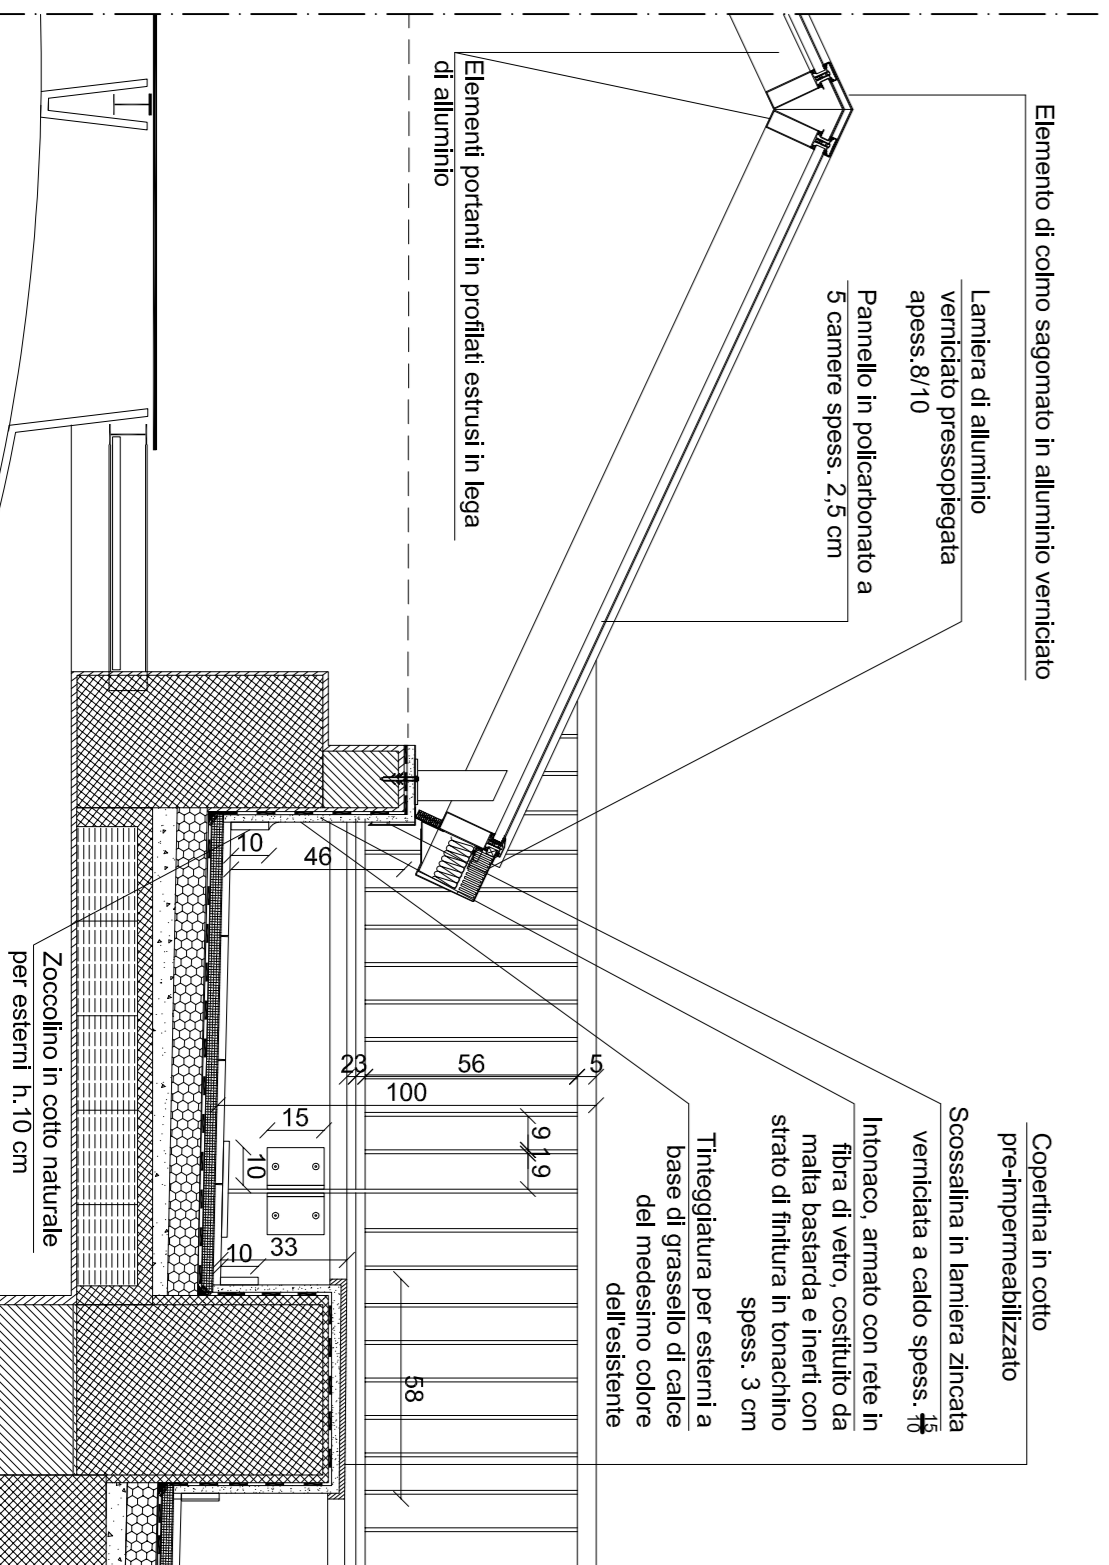 Elemento di colmo sagomato in alluminio verniciato
Lamiera di alluminio
verniciato pressopiegata
apess.8/10
Pannello in policarbonato a
5 camere spess. 2,5 cm
Elementi portanti in profilati estrusi in lega
di alluminio
Copertina in cotto
pre-impermeabilizzato
Scossalina in lamiera zincata
verniciata a caldo spess. 15/10
Intonaco, armato con rete in
fibra di vetro, costituito da
malta bastarda e inerti con
strato di finitura in tonachino
spess. 3 cm
Tinteggiatura per esterni a
base di grassello di calce
del medesimo colore
dell'esistente
Zoccolino in cotto naturale
per esterni h.10 cm
10
46
23
56
5
100
15
10
9
1
9
10
33
58